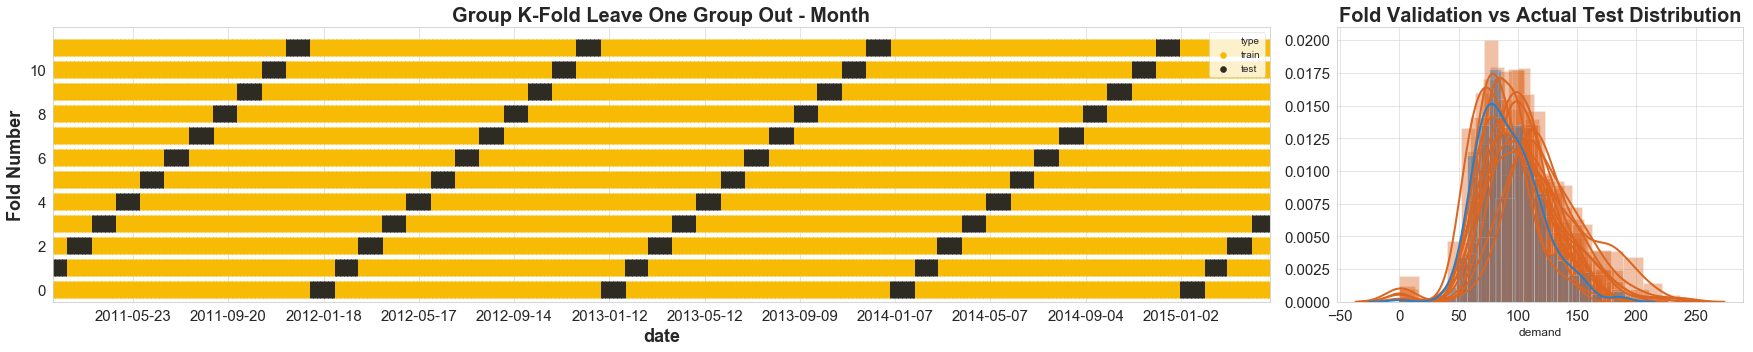 Group K-Fold Leave One Group Out - Month
Fold Number
10
8
6
4
2
0
type
train
test
2011-05-23 2011-09-20 2012-01-18 2012-05-17 2012-09-14 2013-01-12 2013-05-12 2013-09-09 2014-01-07 2014-05-07 2014-09-04 2015-01-02
date
Fold Validation vs Actual Test Distribution
0.0200
0.0175
0.0150
0.0125
0.0100
0.0075
0.0050
0.0025
0.0000
−50 0 50 100 150 200 250
demand